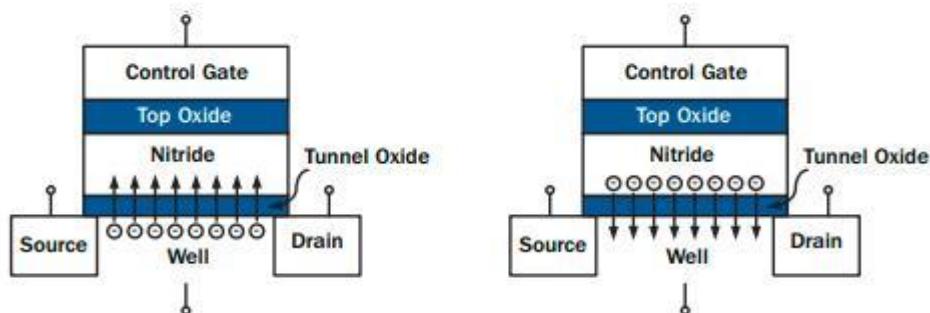 Control Gate
Top Oxide
Nitride
Tunnel Oxide
Source
Well
Drain
Control Gate
Top Oxide
Nitride
Tunnel Oxide
Source
Well
Drain